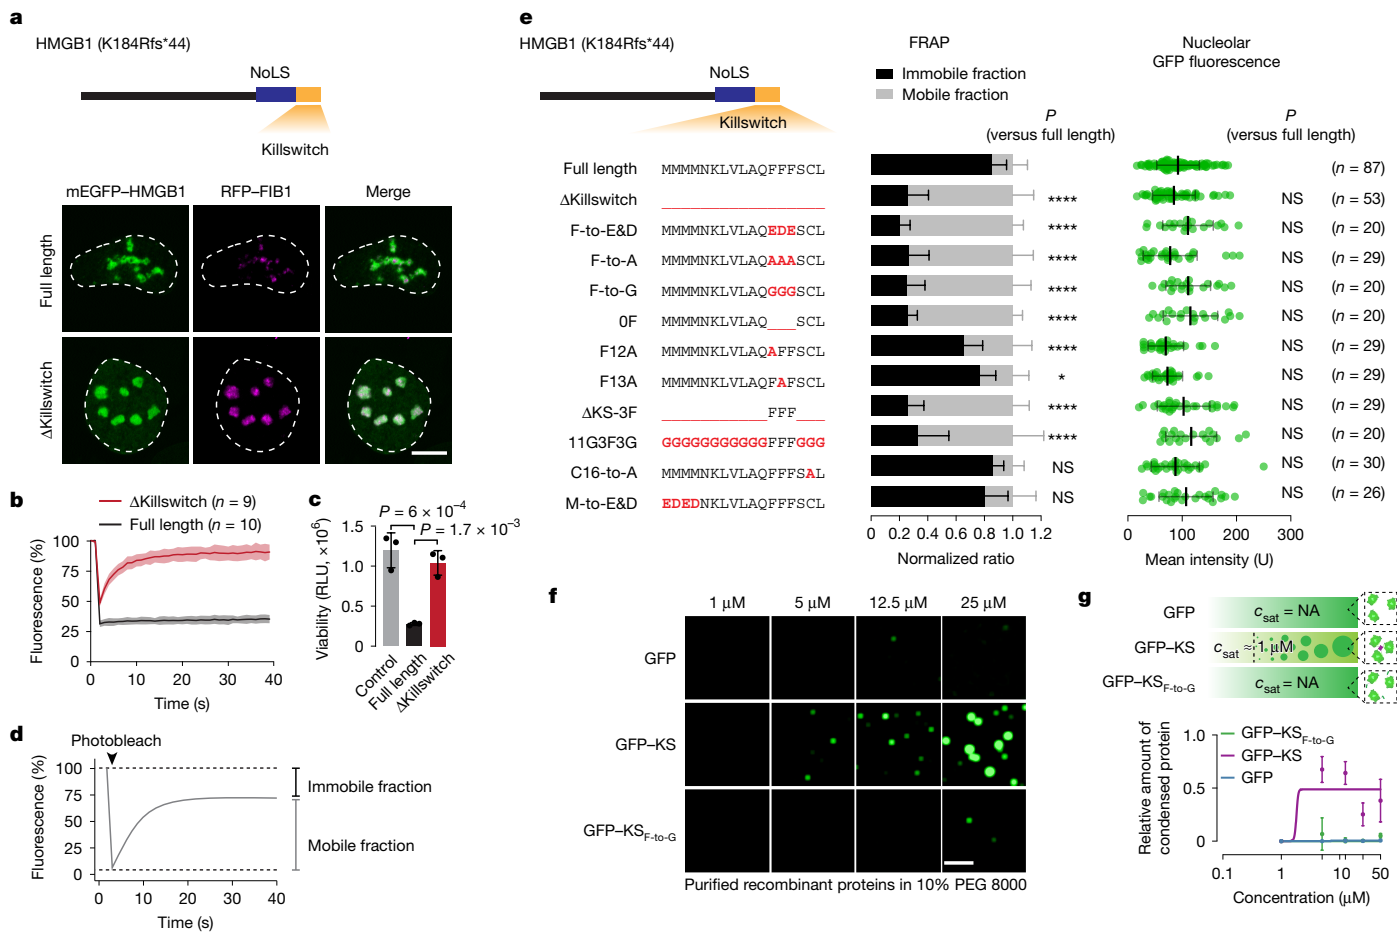 a
HMGB1 (K184Rfs*44)
NoLS
Killswitch
mEGFP–HMGB1 RFP–FIB1 Merge
Full length
ΔKillswitch
b
ΔKillswitch (n = 9)
Full length (n = 10)
Fluorescence (%)
100
75
50
25
0
0 10 20 30 40
Time (s)
c
P = 6 × 10⁻⁴
P = 1.7 × 10⁻³
Viability (RLU, ×10⁶)
1.5
1.0
0.5
0
Control
Full length
ΔKillswitch
d
Photobleach
Fluorescence (%)
100
75
50
25
0
0 10 20 30 40
Time (s)
Immobile fraction
Mobile fraction
e
HMGB1 (K184Rfs*44)
NoLS
Killswitch
FRAP
Immobile fraction
Mobile fraction
P
(versus full length)
Nucleolar
GFP fluorescence
P
(versus full length)
Full length MMMMNKLVLAQFFFSCL (n = 87)
ΔKillswitch _________________ **** NS (n = 53)
F-to-E&D MMMMNKLVLAQEDESCL **** NS (n = 20)
F-to-A MMMMNKLVLAQAAASCL **** NS (n = 29)
F-to-G MMMMNKLVLAQGGGSCL **** NS (n = 20)
0F MMMMNKLVLAQ___SCL **** NS (n = 20)
F12A MMMMNKLVLAQAFFSCL **** NS (n = 29)
F13A MMMMNKLVLAQFAFSCL * NS (n = 29)
ΔKS-3F ___________FFF___ **** NS (n = 29)
11G3F3G GGGGGGGGGGGFFFGGG **** NS (n = 20)
C16-to-A MMMMNKLVLAQFFFSAL NS NS (n = 30)
M-to-E&D EDEDNKLVLAQFFFSCL NS NS (n = 26)
0 0.2 0.4 0.6 0.8 1.0 1.2
Normalized ratio
0 100 200 300
Mean intensity (U)
f
1 μM 5 μM 12.5 μM 25 μM
GFP
GFP–KS
GFP–KSF-to-G
Purified recombinant proteins in 10% PEG 8000
g
GFP csat = NA
GFP–KS csat ≈ 1 μM
GFP–KSF-to-G csat = NA
GFP–KSF-to-G
GFP–KS
GFP
Relative amount of
condensed protein
1.0
0.5
0
0.1 1 2 5 10 50
Concentration (μM)